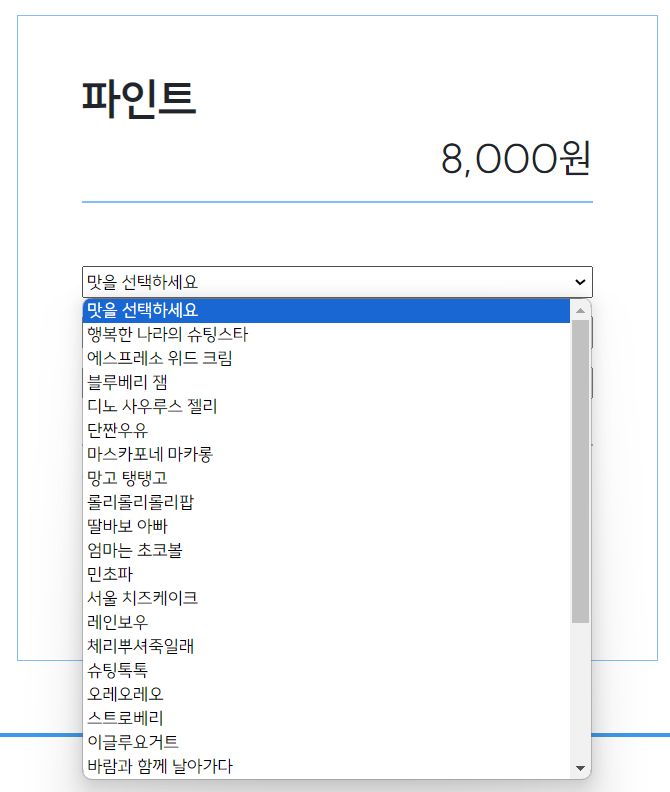 파인트
8,000원
맛을 선택하세요
맛을 선택하세요
행복한 나라의 슈팅스타
에스프레소 위드 크림
블루베리 잼
디노 사우루스 젤리
단짠우유
마스카포네 마카롱
망고 탱탱고
롤리롤리롤리팝
딸바보 아빠
엄마는 초코볼
민초파
서울 치즈케이크
레인보우
체리뿌셔죽일래
슈팅톡톡
오레오레오
스트로베리
이글루요거트
바람과 함께 날아가다